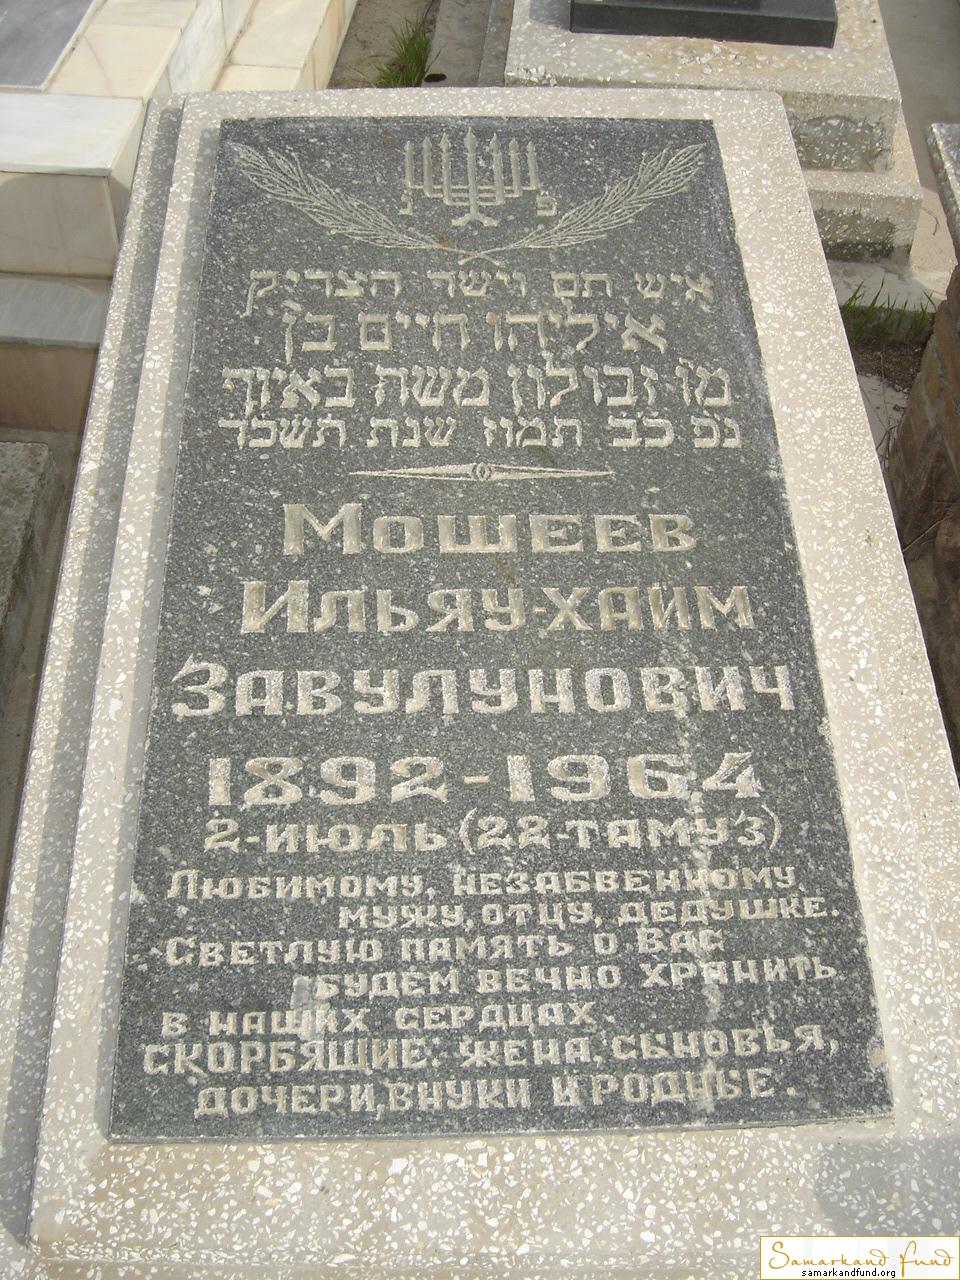 נ פ
איש תם וישר הצדיק
אליהו חיים בן
מו זבולון משה באיוף
נפ כב תמוז שנת תשכד
Мошеев
Ильяу-хаим
Завулунович
1892-1964
2-июль(22-тамуз)
Любимому, незабвенному
мужу, отцу, дедушке.
Светлую память о Вас
будем вечно хранить
в наших сердцах.
скорбящие: жена, сыновья,
дочери, внуки и родные.
Samarkand fund
samarkandfund.org